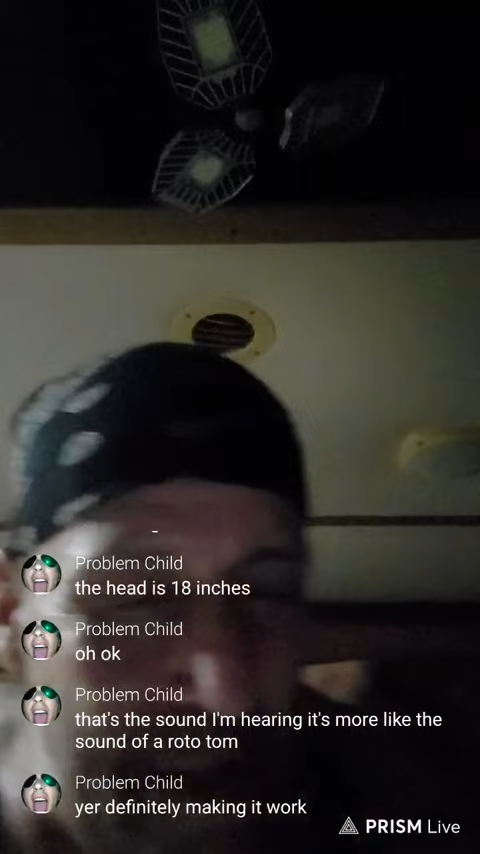 Problem Child
the head is 18 inches
Problem Child
oh ok
Problem Child
that's the sound I'm hearing it's more like the
sound of a roto tom
Problem Child
yer definitely making it work
PRISM Live